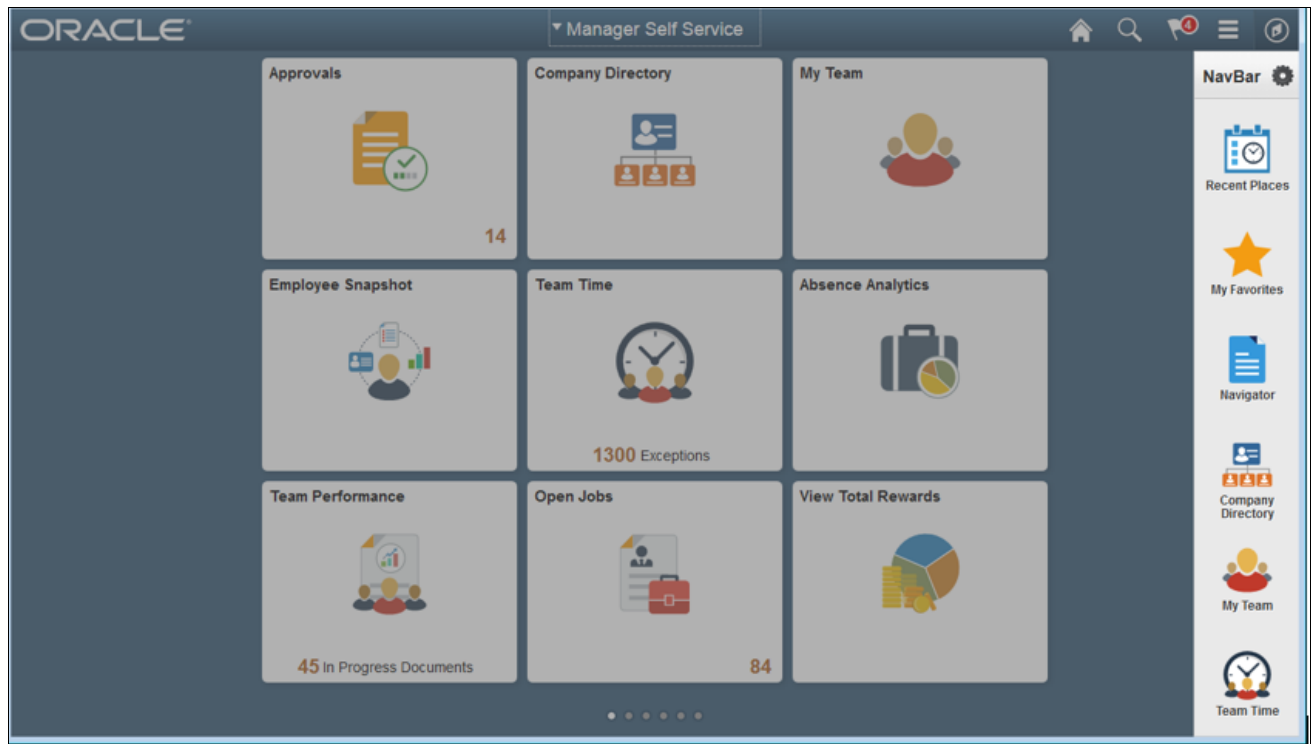 ORACLE
Manager Self Service
4
NavBar
Approvals
14
Company Directory
My Team
Employee Snapshot
Team Time
1300 Exceptions
Absence Analytics
Team Performance
45 In Progress Documents
Open Jobs
84
View Total Rewards
Recent Places
My Favorites
Navigator
Company
Directory
My Team
Team Time